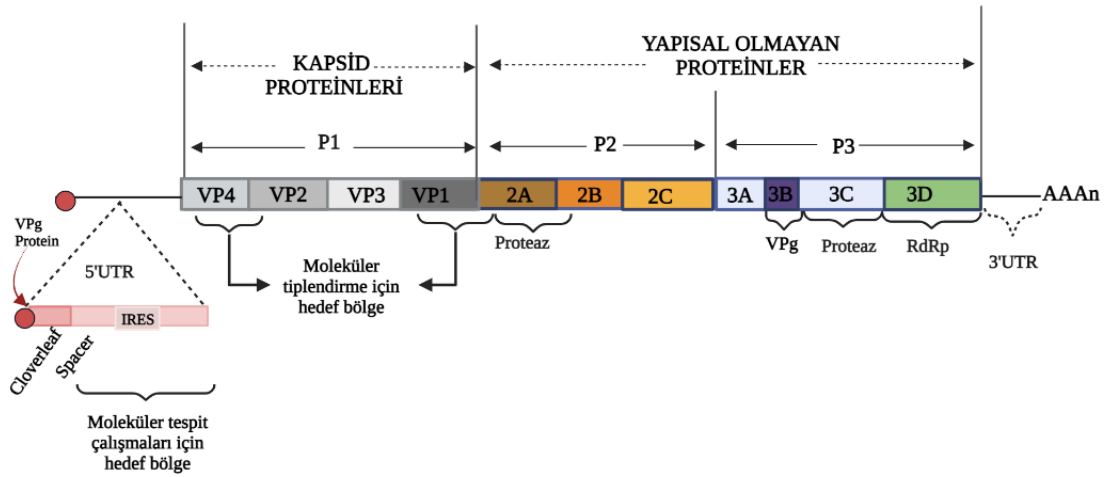 KAPSİD
PROTEİNLERİ
YAPISAL OLMAYAN
PROTEİNLER
P1
P2
P3
VP4 VP2 VP3 VP1 2A 2B 2C 3A 3B 3C 3D
AAAn
VPg
Protein
5'UTR
Proteaz
VPg
Proteaz
RdRp
3'UTR
Moleküler
tiplendirme için
hedef bölge
IRES
Cloverleaf
Spacer
Moleküler tespit
çalışmaları için
hedef bölge